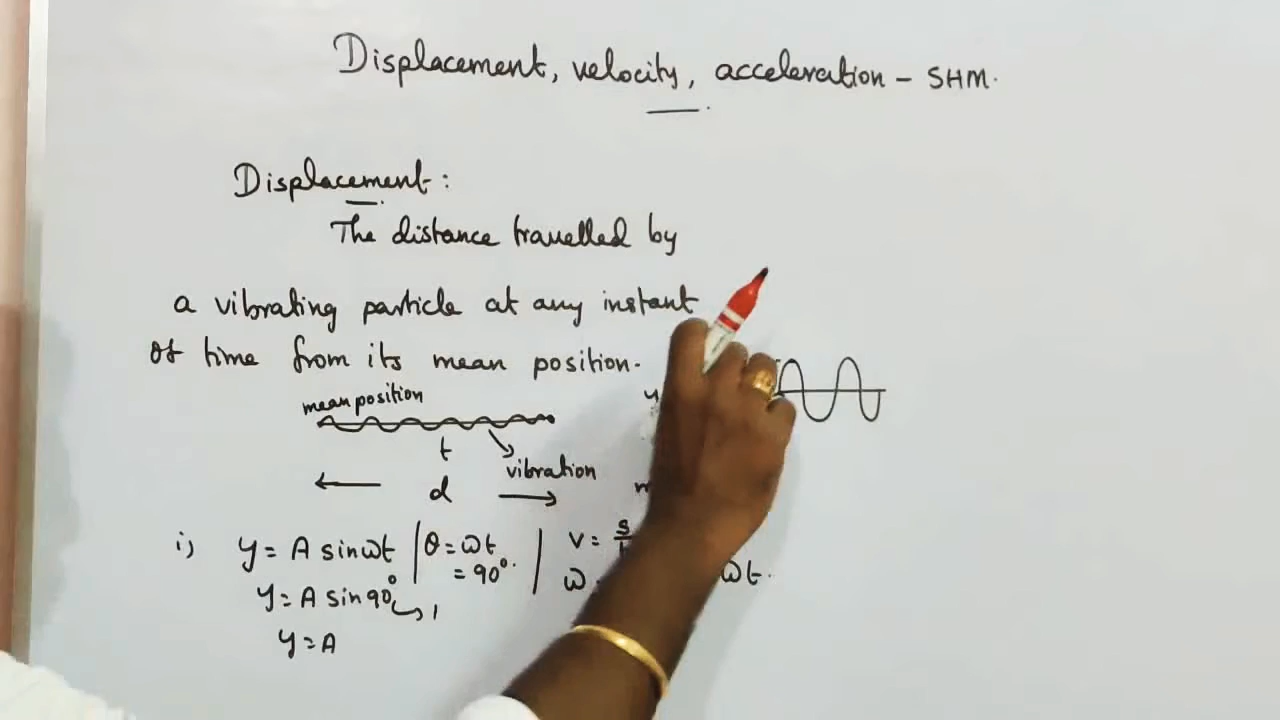 Displacement, velocity, acceleration - SHM.
Displacement:
The distance travelled by
a vibrating particle at any instant
of time from its mean position.
mean position
t
vibration
d
i) y = A sin ωt | θ = ωt
= 90°.
y = A sin 90° → 1
y = A
v = s
ω
ωt.